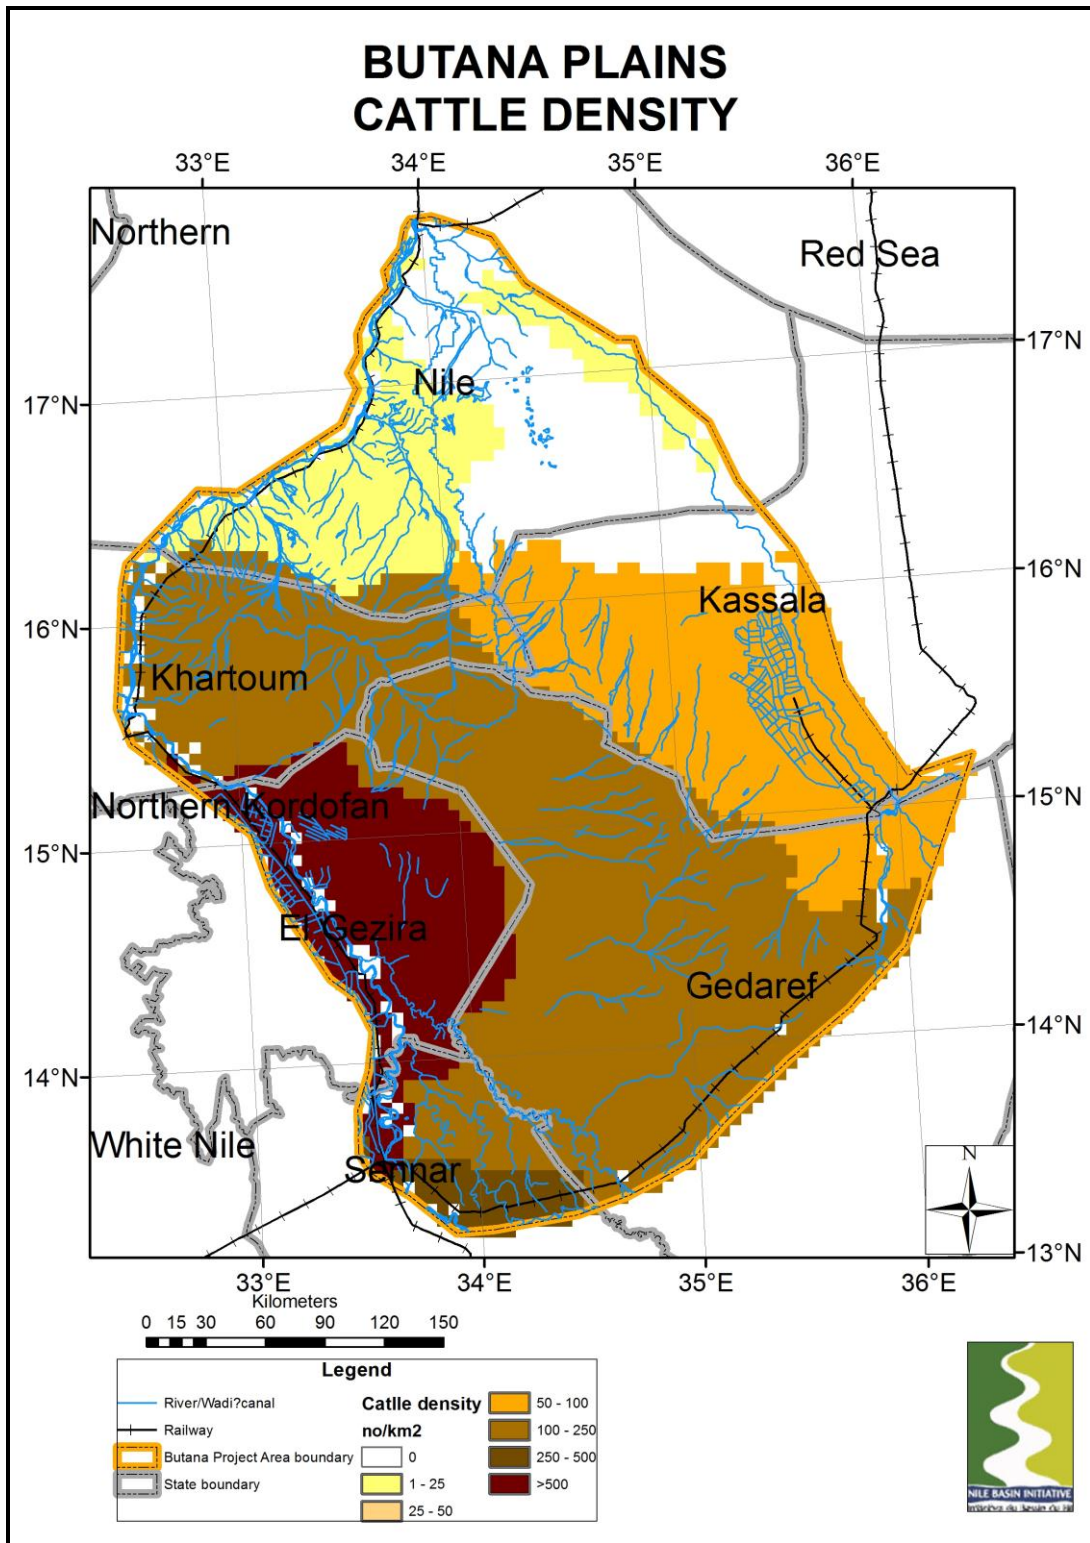 BUTANA PLAINS
CATTLE DENSITY
33°E 34°E 35°E 36°E
Northern
Red Sea
17°N
Nile
17°N
16°N
Kassala
16°N
Khartoum
15°N
Northern Kordofan
15°N
El Gezira
Gedaref
14°N
14°N
White Nile
Sennar
N
13°N
33°E 34°E 35°E 36°E
Kilometers
0 15 30 60 90 120 150
Legend
River/Wadi?canal
Railway
Butana Project Area boundary
State boundary
Catlle density
no/km2
0
1 - 25
25 - 50
50 - 100
100 - 250
250 - 500
>500
NILE BASIN INITIATIVE